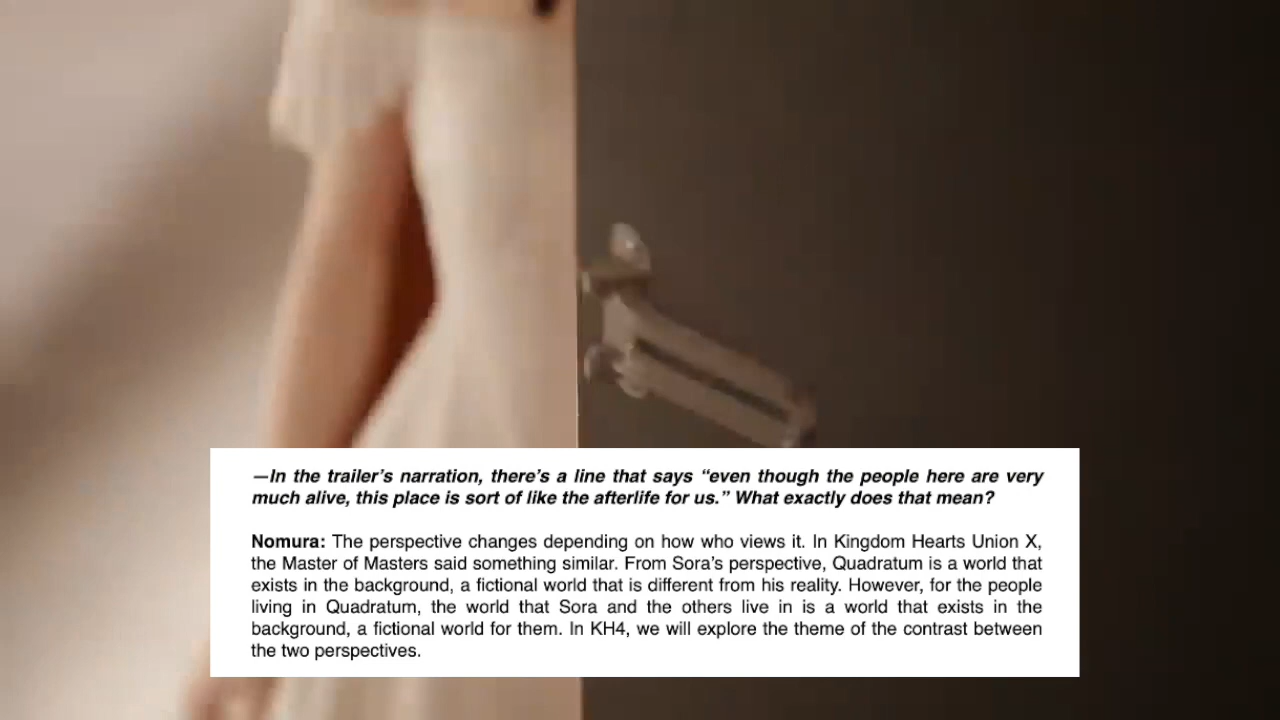 —In the trailer’s narration, there’s a line that says “even though the people here are very
much alive, this place is sort of like the afterlife for us.” What exactly does that mean?
Nomura: The perspective changes depending on how who views it. In Kingdom Hearts Union X,
the Master of Masters said something similar. From Sora’s perspective, Quadratum is a world that
exists in the background, a fictional world that is different from his reality. However, for the people
living in Quadratum, the world that Sora and the others live in is a world that exists in the
background, a fictional world for them. In KH4, we will explore the theme of the contrast between
the two perspectives.